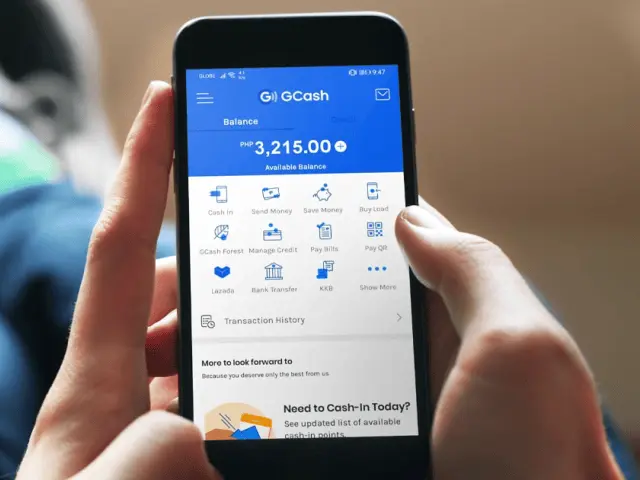 GLOBE 9:47
G)) GCash
Balance
PHP 3,215.00 +
Available Balance
Cash In Send Money Save Money Buy Load
GCash Forest Manage Credit Pay Bills Pay QR
Lazada Bank Transfer KKB Show More
Transaction History
More to look forward to
Because you deserve only the best from us
Need to Cash-In Today?
See updated list of available
cash-in points.